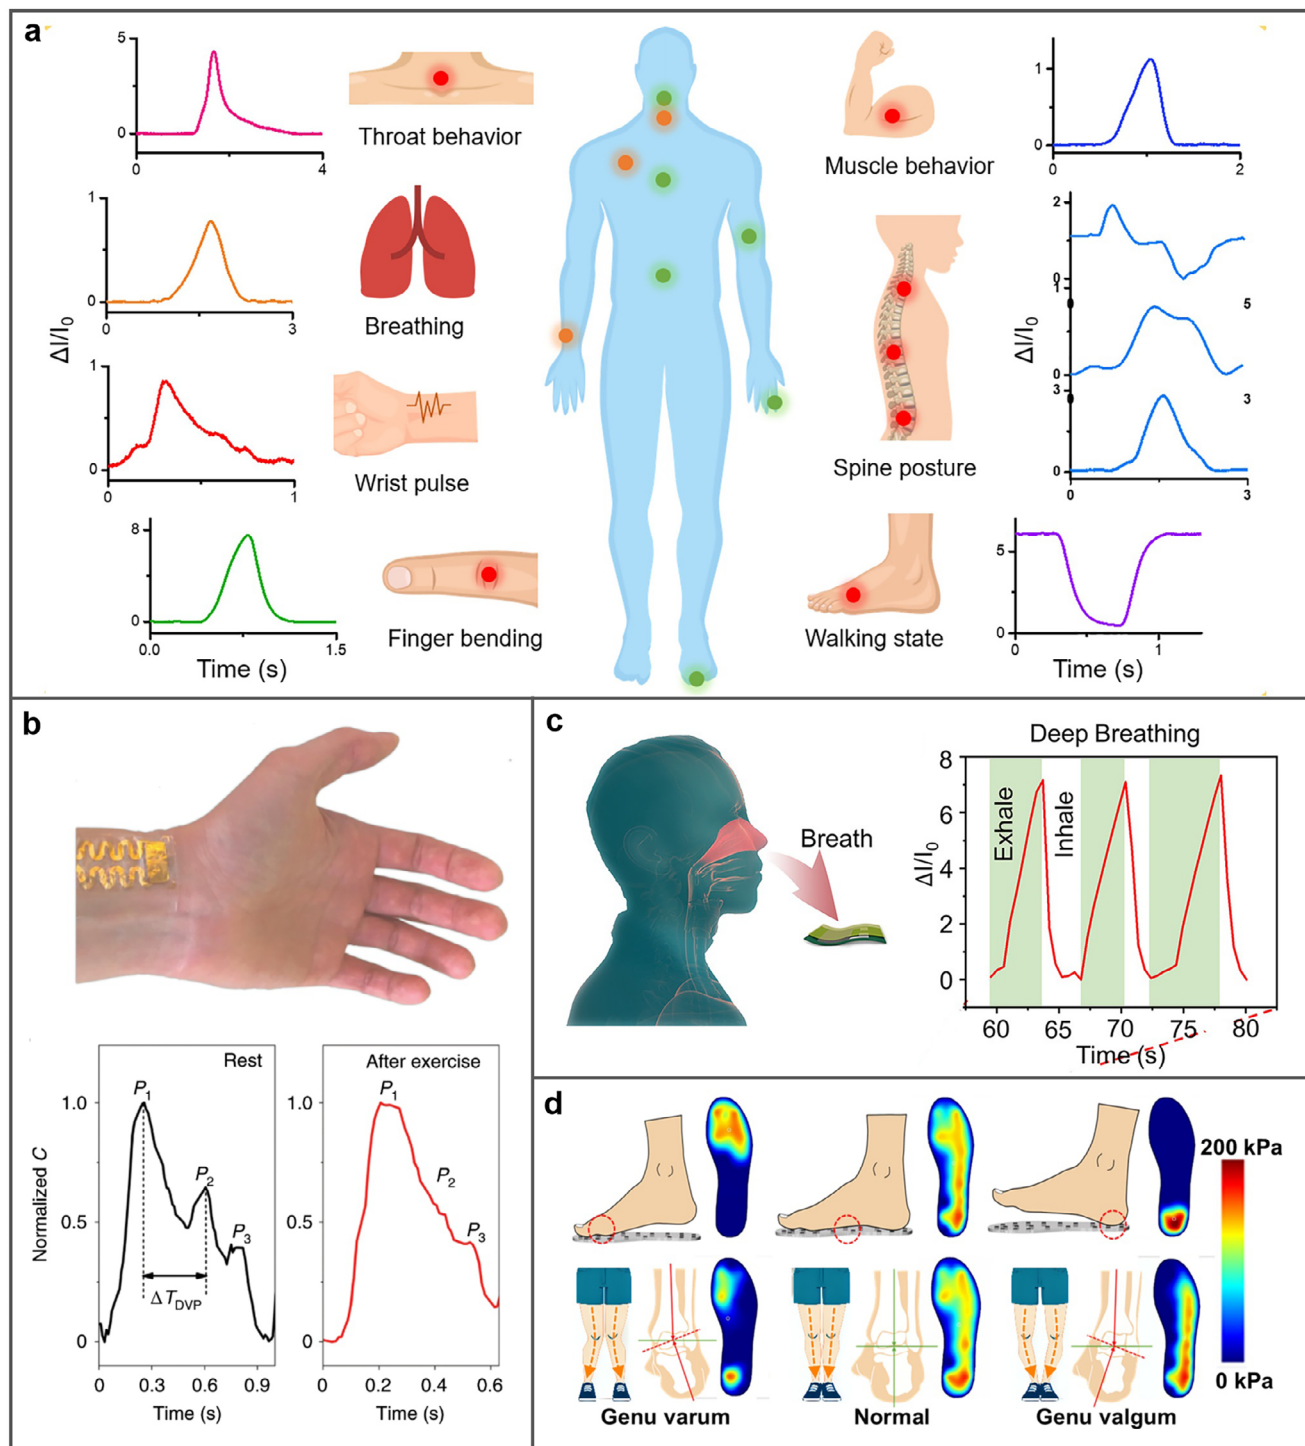 a
5
0
0
4
Throat behavior
1
0
0
3
Breathing
ΔI/I0
1
0
0
1
Wrist pulse
8
0
0.0
1.5
Time (s)
Finger bending
Muscle behavior
1
0
0
2
Spine posture
ΔI/I0
2
0
1
0
5
0
3
0
3
0
3
Walking state
5
0
0
1
Time (s)
b
Rest
P1
P2
P3
ΔTDVP
Normalized C
1.0
0.5
0
0
0.3
0.6
0.9
Time (s)
After exercise
P1
P2
P3
1.0
0.5
0
0
0.2
0.4
0.6
Time (s)
c
Breath
Deep Breathing
Exhale
Inhale
ΔI/I0
8
6
4
2
0
60
65
70
75
80
Time (s)
d
200 kPa
0 kPa
Genu varum
Normal
Genu valgum